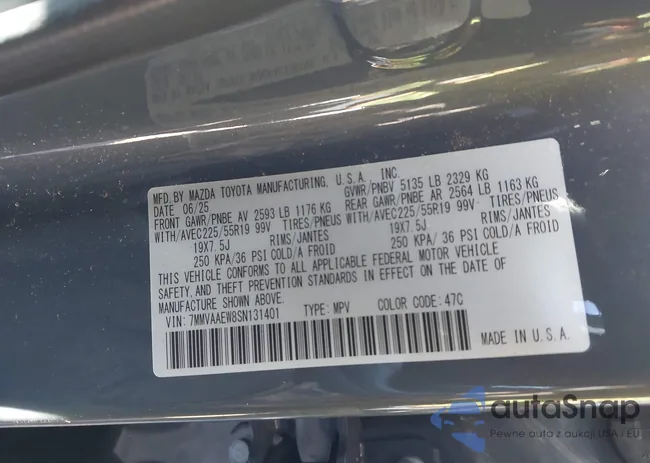 MFD. BY MAZDA TOYOTA MANUFACTURING, U.S.A., INC.
DATE 06/25 GVWR/PNBV 5135 LB 2329 KG
FRONT GAWR/PNBE AV 2593 LB 1176 KG REAR GAWR/PNBE AR 2564 LB 1163 KG
WITH/AVEC225/55R19 99V TIRES/PNEUS WITH/AVEC225/55R19 99V TIRES/PNEUS
19X7.5J RIMS/JANTES 19X7.5J RIMS/JANTES
250 KPA/36 PSI COLD/A FROID 250 KPA/36 PSI COLD/A FROID
THIS VEHICLE CONFORMS TO ALL APPLICABLE FEDERAL MOTOR VEHICLE
SAFETY, AND THEFT PREVENTION STANDARDS IN EFFECT ON THE DATE OF
MANUFACTURE SHOWN ABOVE.
VIN: 7MMVAAEW8SN131401 TYPE: MPV COLOR CODE: 47C
MADE IN U.S.A.
autoSnap
Pewne auta z aukcji USA - EU